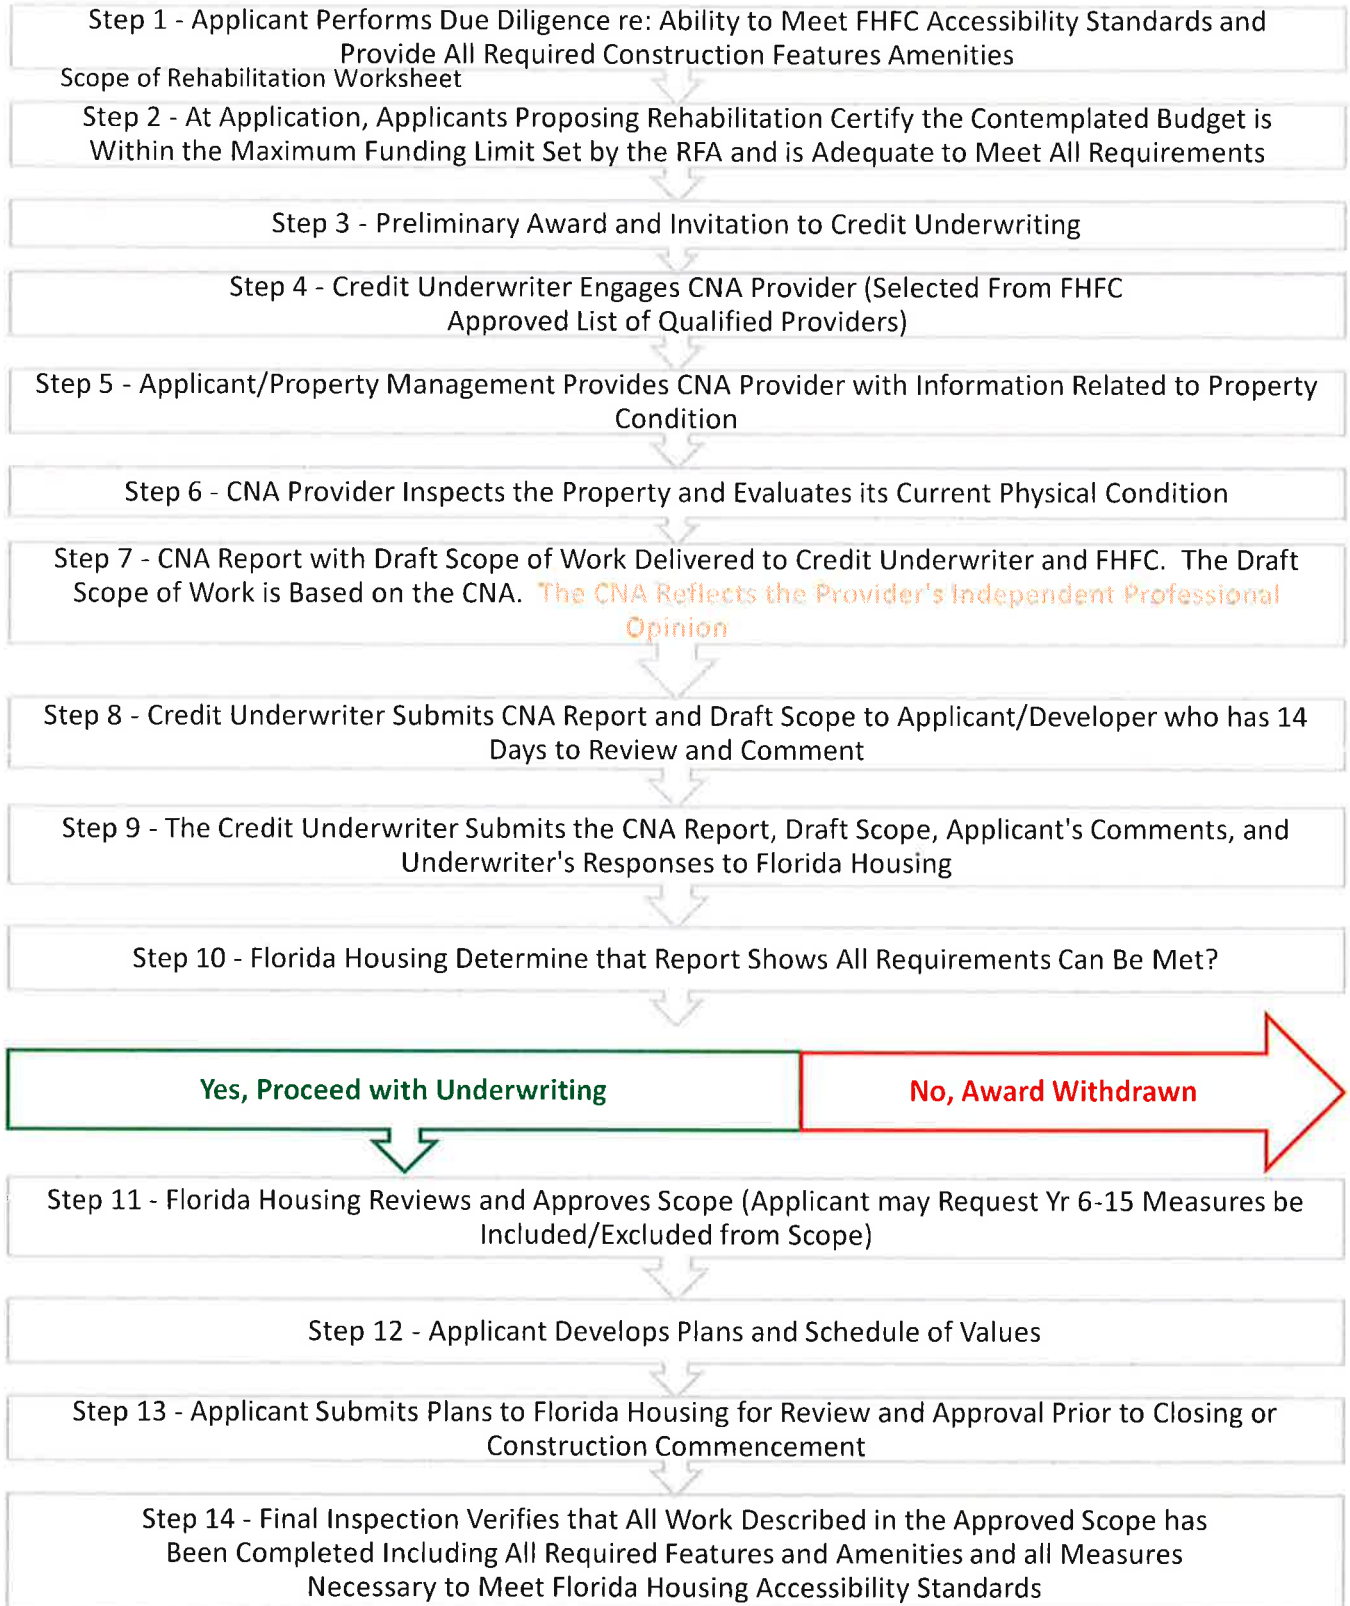 Step 1 - Applicant Performs Due Diligence re: Ability to Meet FHFC Accessibility Standards and
Provide All Required Construction Features Amenities
Scope of Rehabilitation Worksheet
Step 2 - At Application, Applicants Proposing Rehabilitation Certify the Contemplated Budget is
Within the Maximum Funding Limit Set by the RFA and is Adequate to Meet All Requirements
Step 3 - Preliminary Award and Invitation to Credit Underwriting
Step 4 - Credit Underwriter Engages CNA Provider (Selected From FHFC
Approved List of Qualified Providers)
Step 5 - Applicant/Property Management Provides CNA Provider with Information Related to Property
Condition
Step 6 - CNA Provider Inspects the Property and Evaluates its Current Physical Condition
Step 7 - CNA Report with Draft Scope of Work Delivered to Credit Underwriter and FHFC.  The Draft
Scope of Work is Based on the CNA.  The CNA Reflects the Provider's Independent Professional
Opinion
Step 8 - Credit Underwriter Submits CNA Report and Draft Scope to Applicant/Developer who has 14
Days to Review and Comment
Step 9 - The Credit Underwriter Submits the CNA Report, Draft Scope, Applicant's Comments, and
Underwriter's Responses to Florida Housing
Step 10 - Florida Housing Determine that Report Shows All Requirements Can Be Met?
Yes, Proceed with Underwriting
No, Award Withdrawn
Step 11 - Florida Housing Reviews and Approves Scope (Applicant may Request Yr 6-15 Measures be
Included/Excluded from Scope)
Step 12 - Applicant Develops Plans and Schedule of Values
Step 13 - Applicant Submits Plans to Florida Housing for Review and Approval Prior to Closing or
Construction Commencement
Step 14 - Final Inspection Verifies that All Work Described in the Approved Scope has
Been Completed Including All Required Features and Amenities and all Measures
Necessary to Meet Florida Housing Accessibility Standards